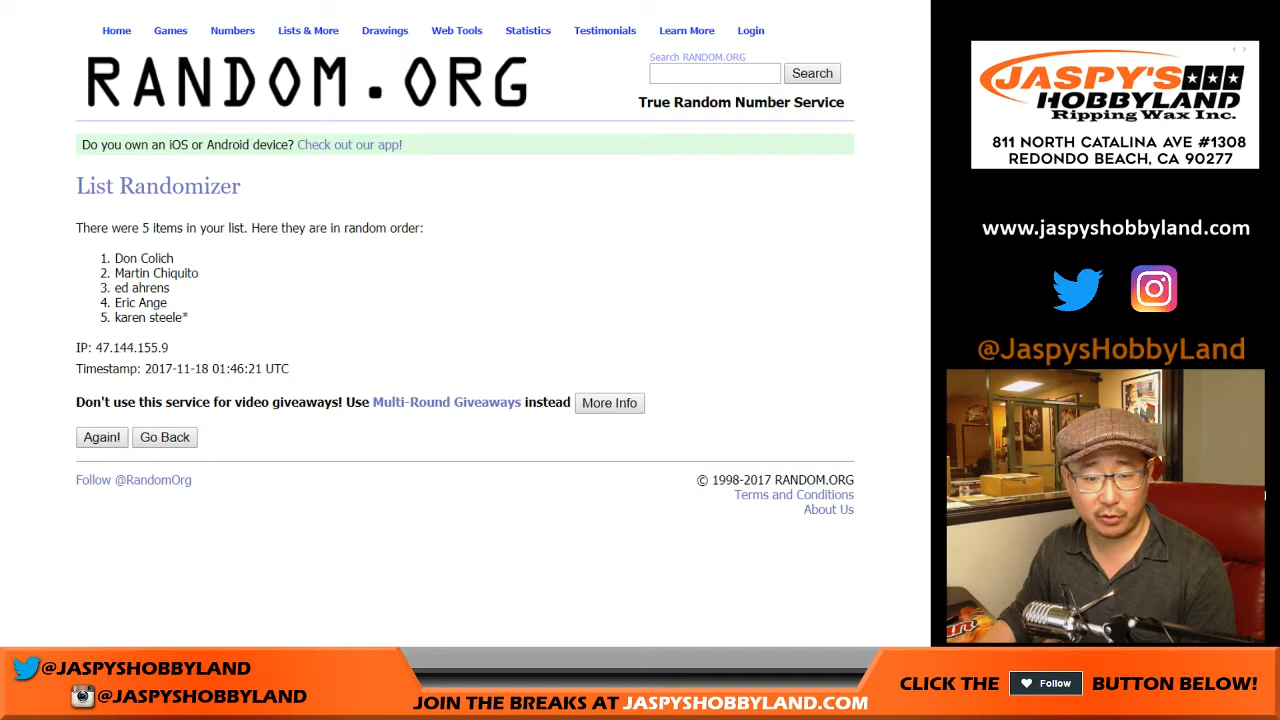 Home Games Numbers Lists & More Drawings Web Tools Statistics Testimonials Learn More Login
RANDOM.ORG
Search RANDOM.ORG
Search
True Random Number Service
Do you own an iOS or Android device? Check out our app!
List Randomizer
There were 5 items in your list. Here they are in random order:
1. Don Colich
2. Martin Chiquito
3. ed ahrens
4. Eric Ange
5. karen steele*
IP: 47.144.155.9
Timestamp: 2017-11-18 01:46:21 UTC
Don't use this service for video giveaways! Use Multi-Round Giveaways instead More Info
Again! Go Back
Follow @RandomOrg
© 1998-2017 RANDOM.ORG
Terms and Conditions
About Us
JASPY'S
HOBBYLAND
Ripping Wax Inc.
811 NORTH CATALINA AVE #1308
REDONDO BEACH, CA 90277
www.jaspyshobbyland.com
@JaspysHobbyLand
@JASPYSHOBBYLAND
@JASPYSHOBBYLAND
JOIN THE BREAKS AT JASPYSHOBBYLAND.COM
CLICK THE Follow BUTTON BELOW!